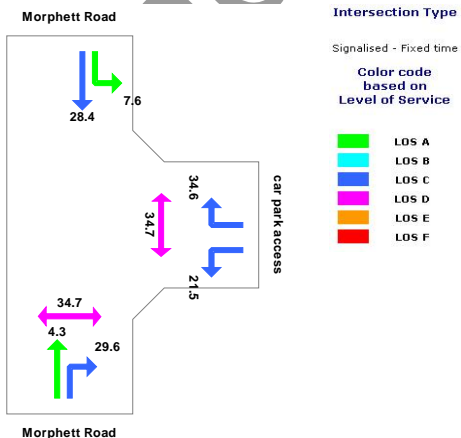 Morphett Road
7.6
28.4
34.6
34.7
21.5
car park access
34.7
4.3
29.6
Morphett Road
Intersection Type
Signalised - Fixed time
Color code
based on
Level of Service
LOS A
LOS B
LOS C
LOS D
LOS E
LOS F